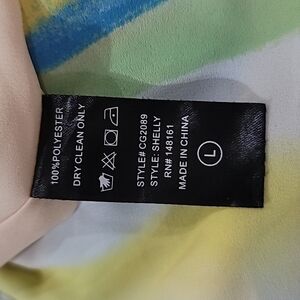 100%POLYESTER
DRY CLEAN ONLY
STYLE# CG2089
STYLE: SHELLY
RN# 148161
MADE IN CHINA
L